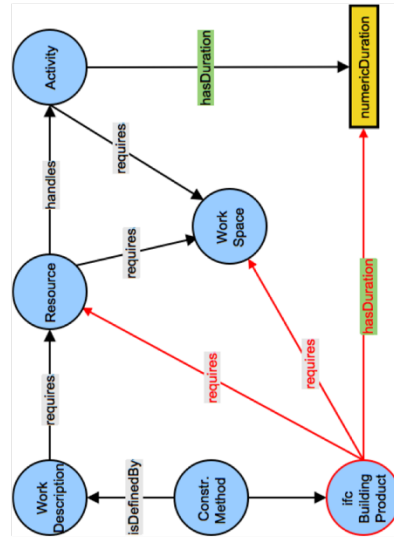 Work
Description
requires
Resource
handles
Activity
isDefinedBy
requires
requires
hasDuration
Constr.
Method
requires
requires
Work
Space
ifc
Building
Product
hasDuration
numericDuration